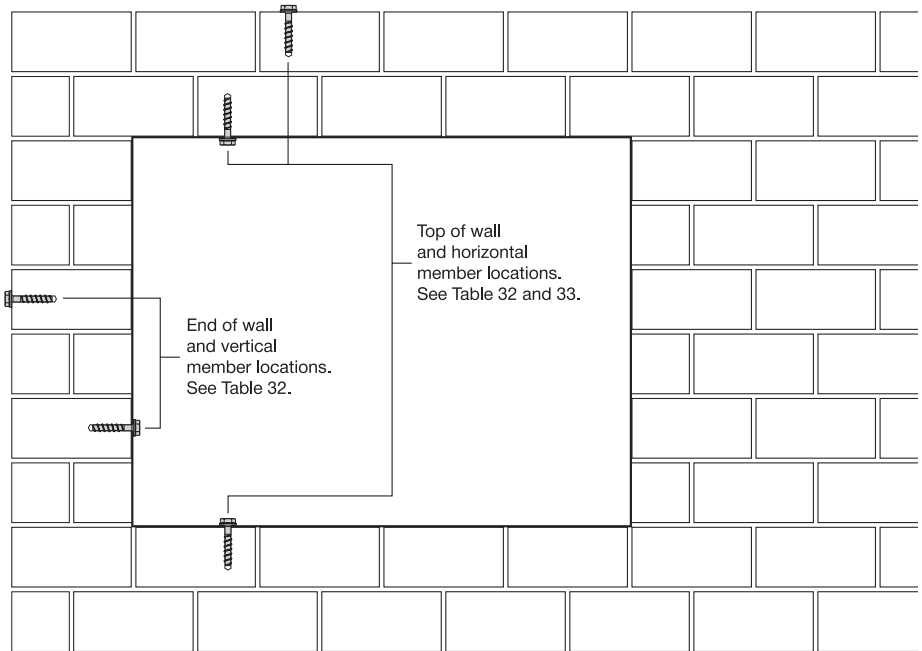 Top of wall
and horizontal
member locations.
See Table 32 and 33.
End of wall
and vertical
member locations.
See Table 32.